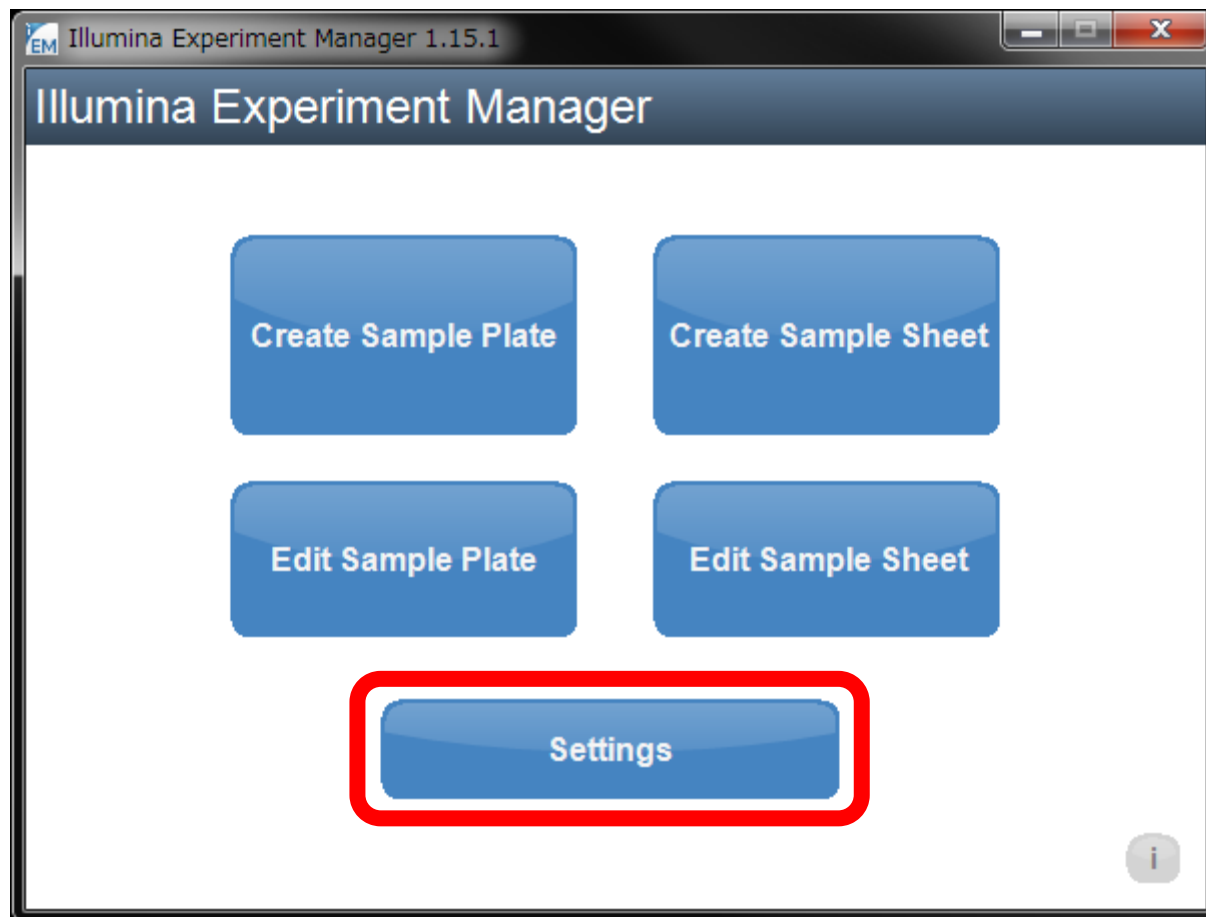 EM Illumina Experiment Manager 1.15.1
Illumina Experiment Manager
Create Sample Plate
Create Sample Sheet
Edit Sample Plate
Edit Sample Sheet
Settings
i